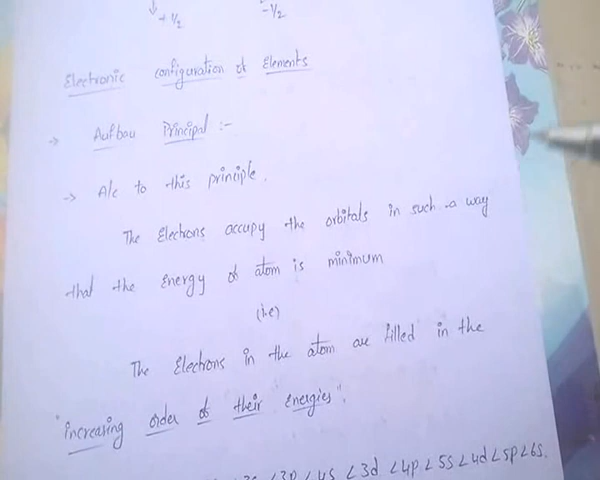 + 1/2 -1/2
Electronic configuration of Elements
→ Aufbau Principal :-
→ A/c to this principle.
The Electrons occupy the orbitals in such a way
that the Energy of atom is minimum
(i.e)
The Electrons in the atom are filled in the
"increasing order of their Energies".
<3p <4s <3d <4p <5s <4d <5p <6s.